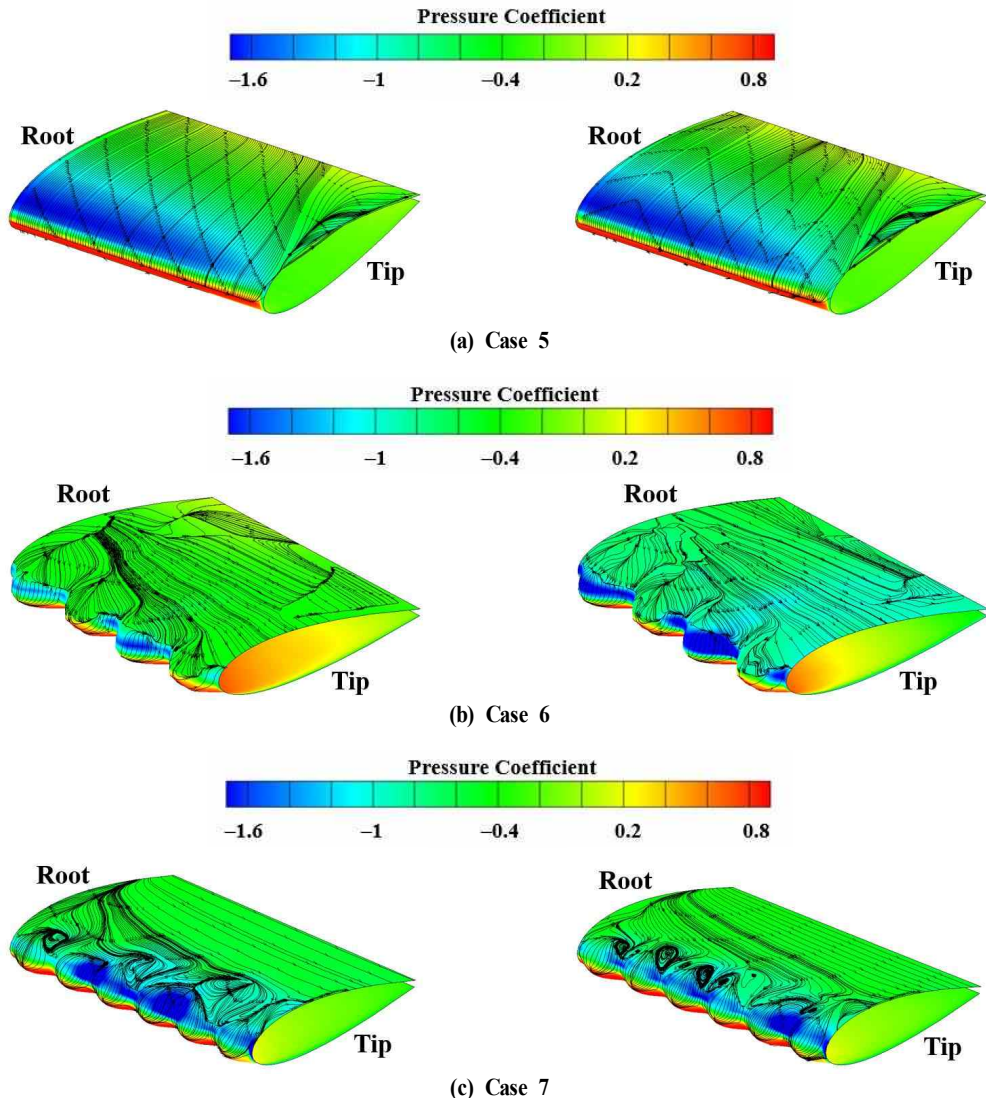 Pressure Coefficient
−1.6 −1 −0.4 0.2 0.8
Root Root
Tip Tip
(a) Case 5
Pressure Coefficient
−1.6 −1 −0.4 0.2 0.8
Root Root
Tip Tip
(b) Case 6
Pressure Coefficient
−1.6 −1 −0.4 0.2 0.8
Root Root
Tip Tip
(c) Case 7